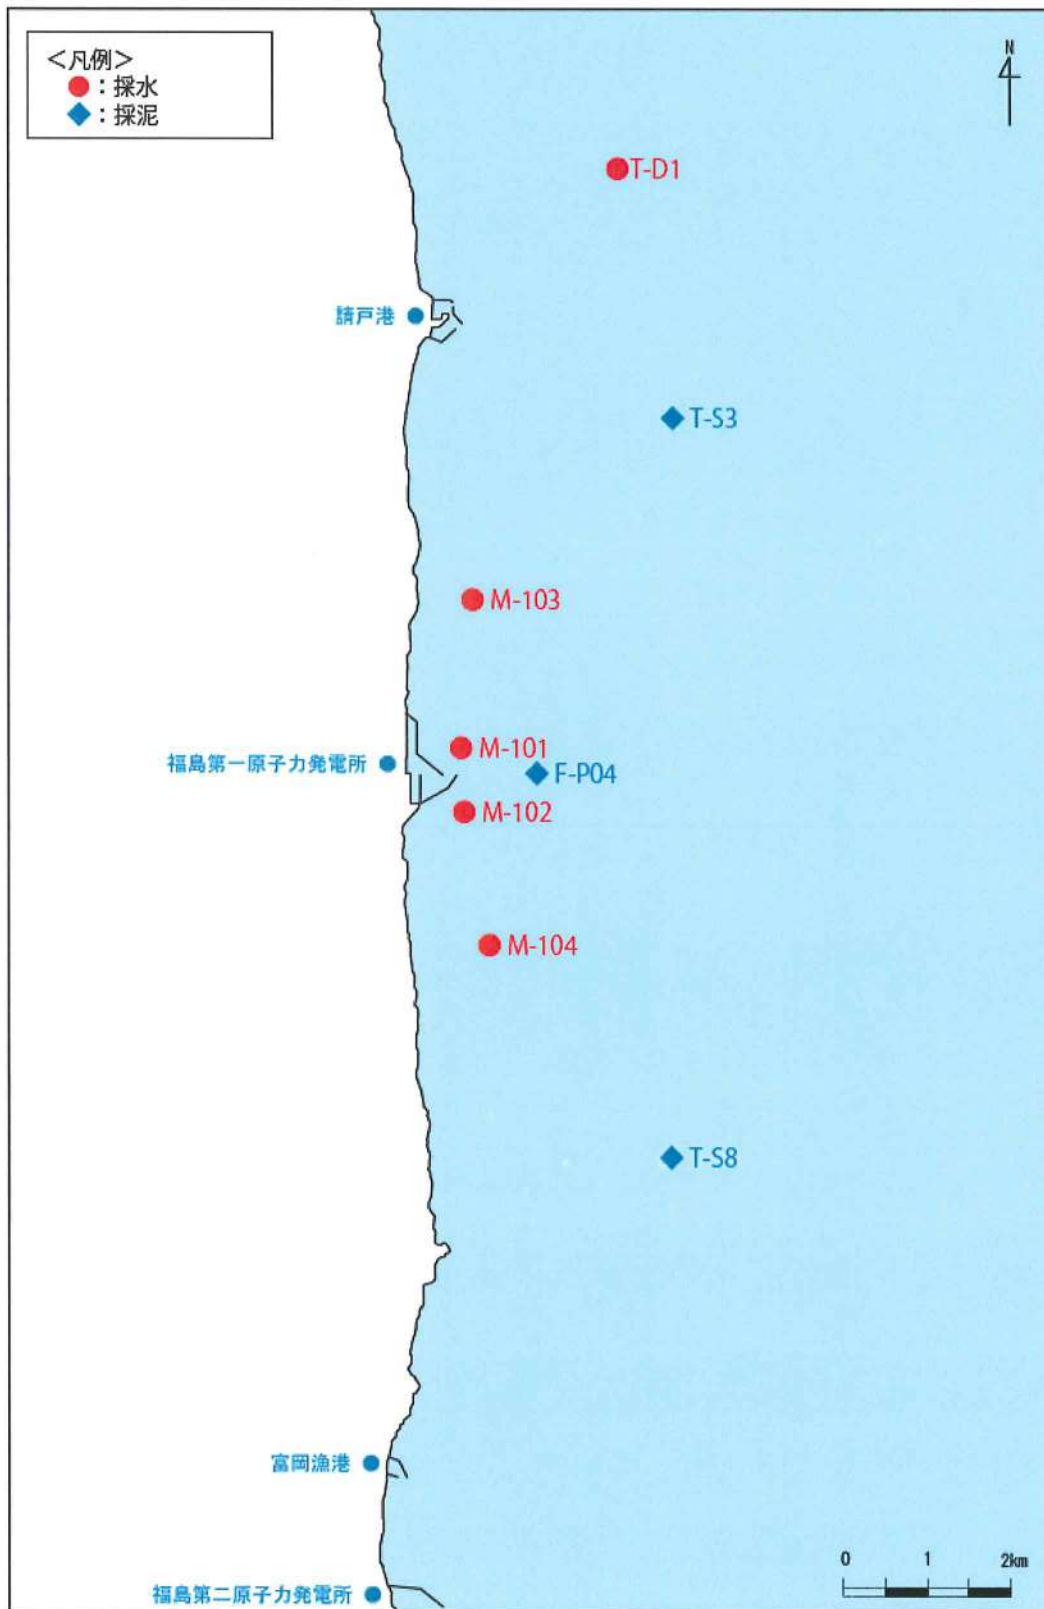 <凡例>
●：採水
◆：採泥
N
T-D1
請戸港
T-S3
M-103
M-101
福島第一原子力発電所
F-P04
M-102
M-104
T-S8
富岡漁港
0 1 2km
福島第二原子力発電所